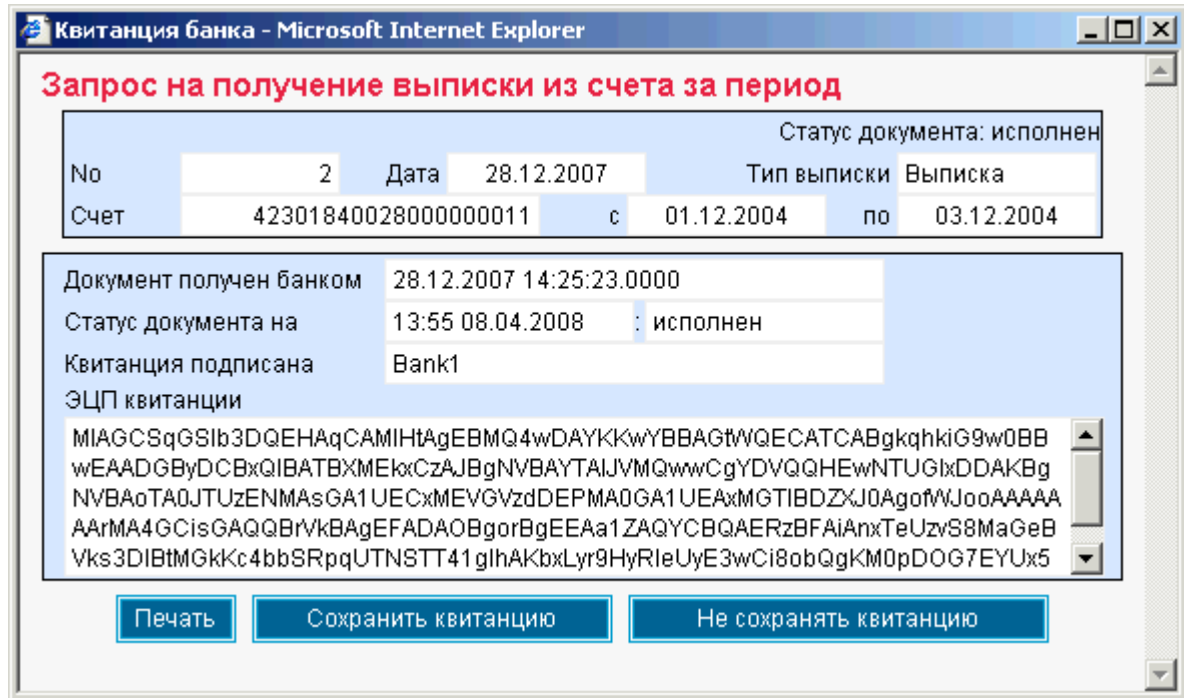 Квитанция банка - Microsoft Internet Explorer
Запрос на получение выписки из счета за период
Статус документа: исполнен
No 2 Дата 28.12.2007 Тип выписки Выписка
Счет 42301840028000000011 с 01.12.2004 по 03.12.2004
Документ получен банком 28.12.2007 14:25:23.0000
Статус документа на 13:55 08.04.2008 : исполнен
Квитанция подписана Bank1
ЭЦП квитанции
MIAGCSqGSIb3DQEHAqCAMIHtAgEBMQ4wDAYKKwYBBAGtWQECATCABgkqhkiG9w0BB
wEAADGByDCBxQIBATBXMEkxCzAJBgNVBAYTAlJVMQwwCgYDVQQHEwNTUGIxDDAKBg
NVBAoTA0JTUzENMAsGA1UECxMEVGVzdDEPMA0GA1UEAxMGTlBDZXJ0AgofWJooAAAAA
AArMA4GCisGAQQBrVkBAgEFADAOBgorBgEEAa1ZAQYCBQAERzBFAiAnxTeUzvS8MaGeB
Vks3DIBtMGkKc4bbSRpqUTNSTT41gIhAKbxLyr9HyRIeUyE3wCi8obQgKM0pDOG7EYUx5
Печать Сохранить квитанцию Не сохранять квитанцию